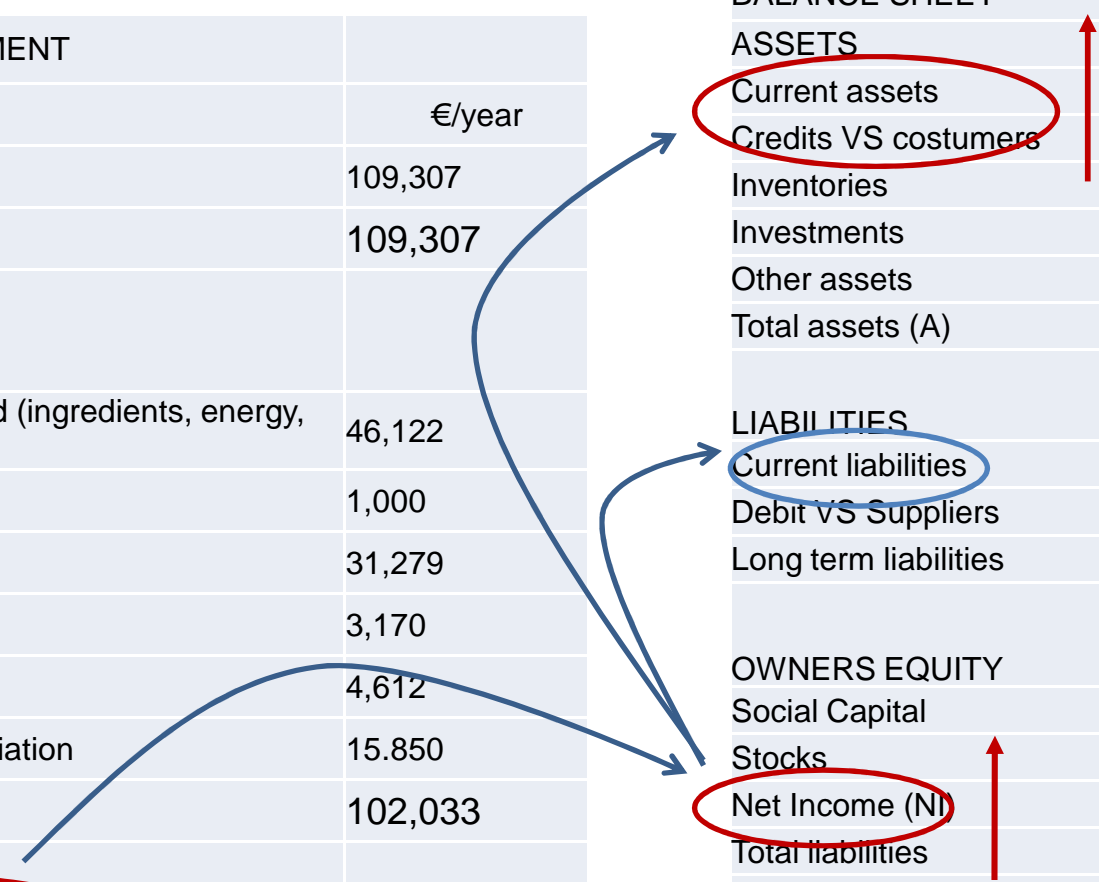 MENT
€/year
109,307
109,307
d (ingredients, energy,
46,122
1,000
31,279
3,170
4,612
iation
15.850
102,033
BALANCE SHEET
ASSETS
Current assets
Credits VS costumers
Inventories
Investments
Other assets
Total assets (A)
LIABILITIES
Current liabilities
Debit VS Suppliers
Long term liabilities
OWNERS EQUITY
Social Capital
Stocks
Net Income (NI)
Total liabilities